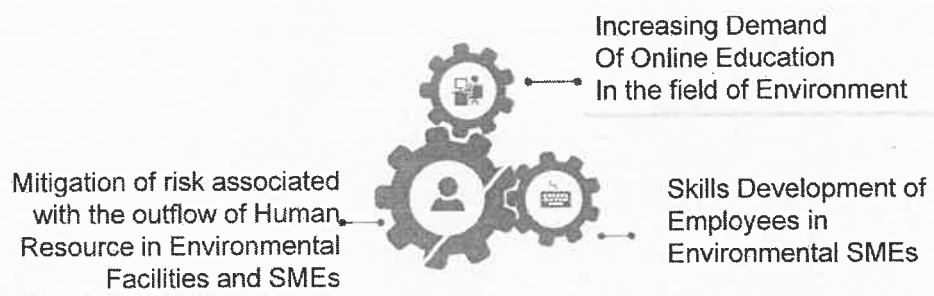 Increasing Demand
Of Online Education
In the field of Environment
Mitigation of risk associated
with the outflow of Human
Resource in Environmental
Facilities and SMEs
Skills Development of
Employees in
Environmental SMEs